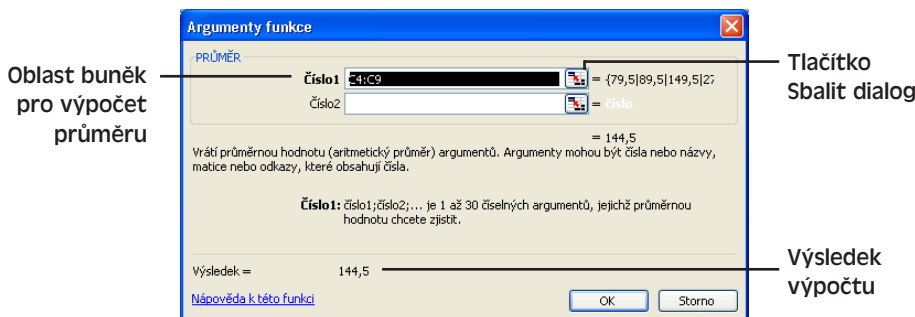 Argumenty funkce
PRŮMĚR
Oblast buněk
pro výpočet
průměru
Číslo1 C4:C9 = {79,5|89,5|149,5|27
Číslo2 = číslo
Tlačítko
Sbalit dialog
= 144,5
Vrátí průměrnou hodnotu (aritmetický průměr) argumentů. Argumenty mohou být čísla nebo názvy,
matice nebo odkazy, které obsahují čísla.
Číslo1: číslo1;číslo2;... je 1 až 30 číselných argumentů, jejichž průměrnou
hodnotu chcete zjistit.
Výsledek = 144,5
Výsledek
výpočtu
Nápověda k této funkci
OK Storno